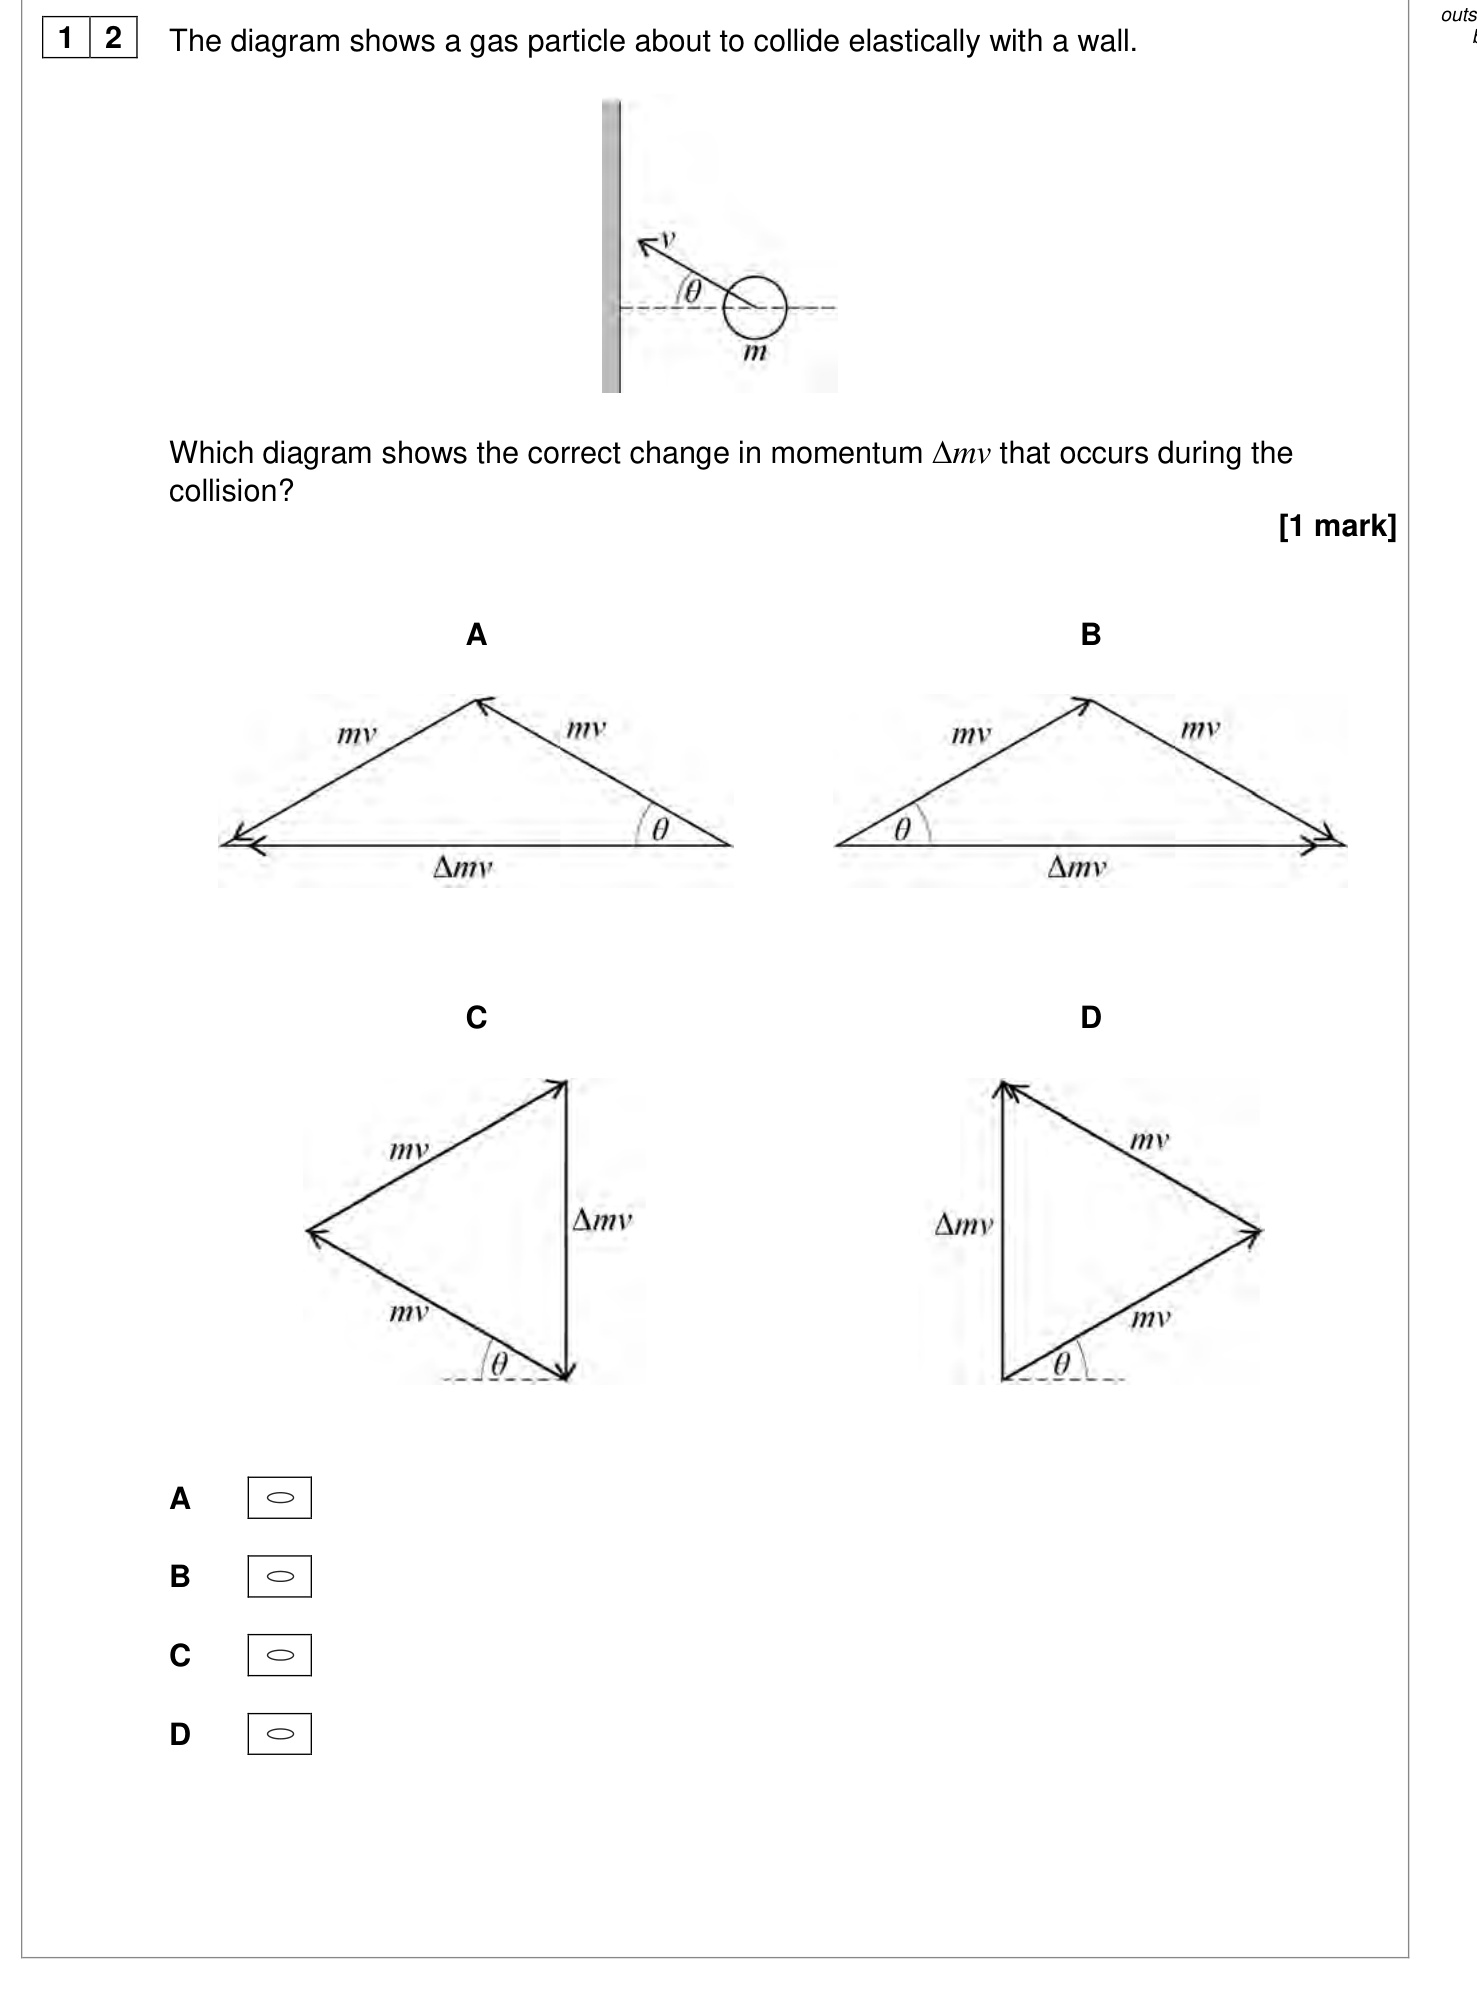 outs
1 2 The diagram shows a gas particle about to collide elastically with a wall.
v
θ
m
Which diagram shows the correct change in momentum Δmv that occurs during the
collision?
[1 mark]
A B
mv mv mv mv
θ θ
Δmv Δmv
C D
mv mv
Δmv Δmv
mv mv
θ θ
A
B
C
D